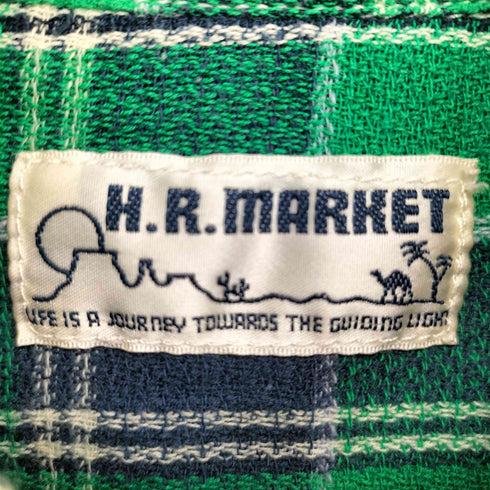 H.R.MARKET
LIFE IS A JOURNEY TOWARDS THE GUIDING LIGHT